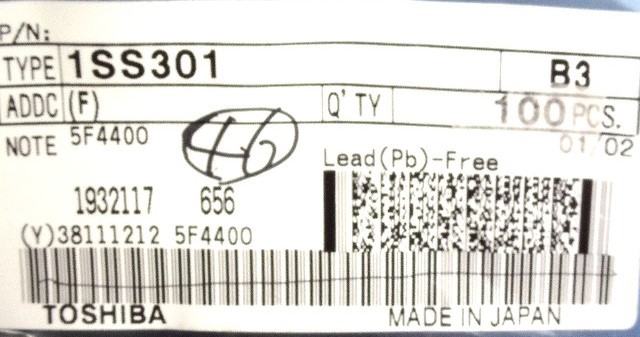 P/N:
TYPE 1SS301 B3
ADDC (F) Q'TY 100 PCS.
NOTE 5F4400 46 01/02
Lead(Pb)-Free
1932117 656
(Y)38111212 5F4400
TOSHIBA MADE IN JAPAN